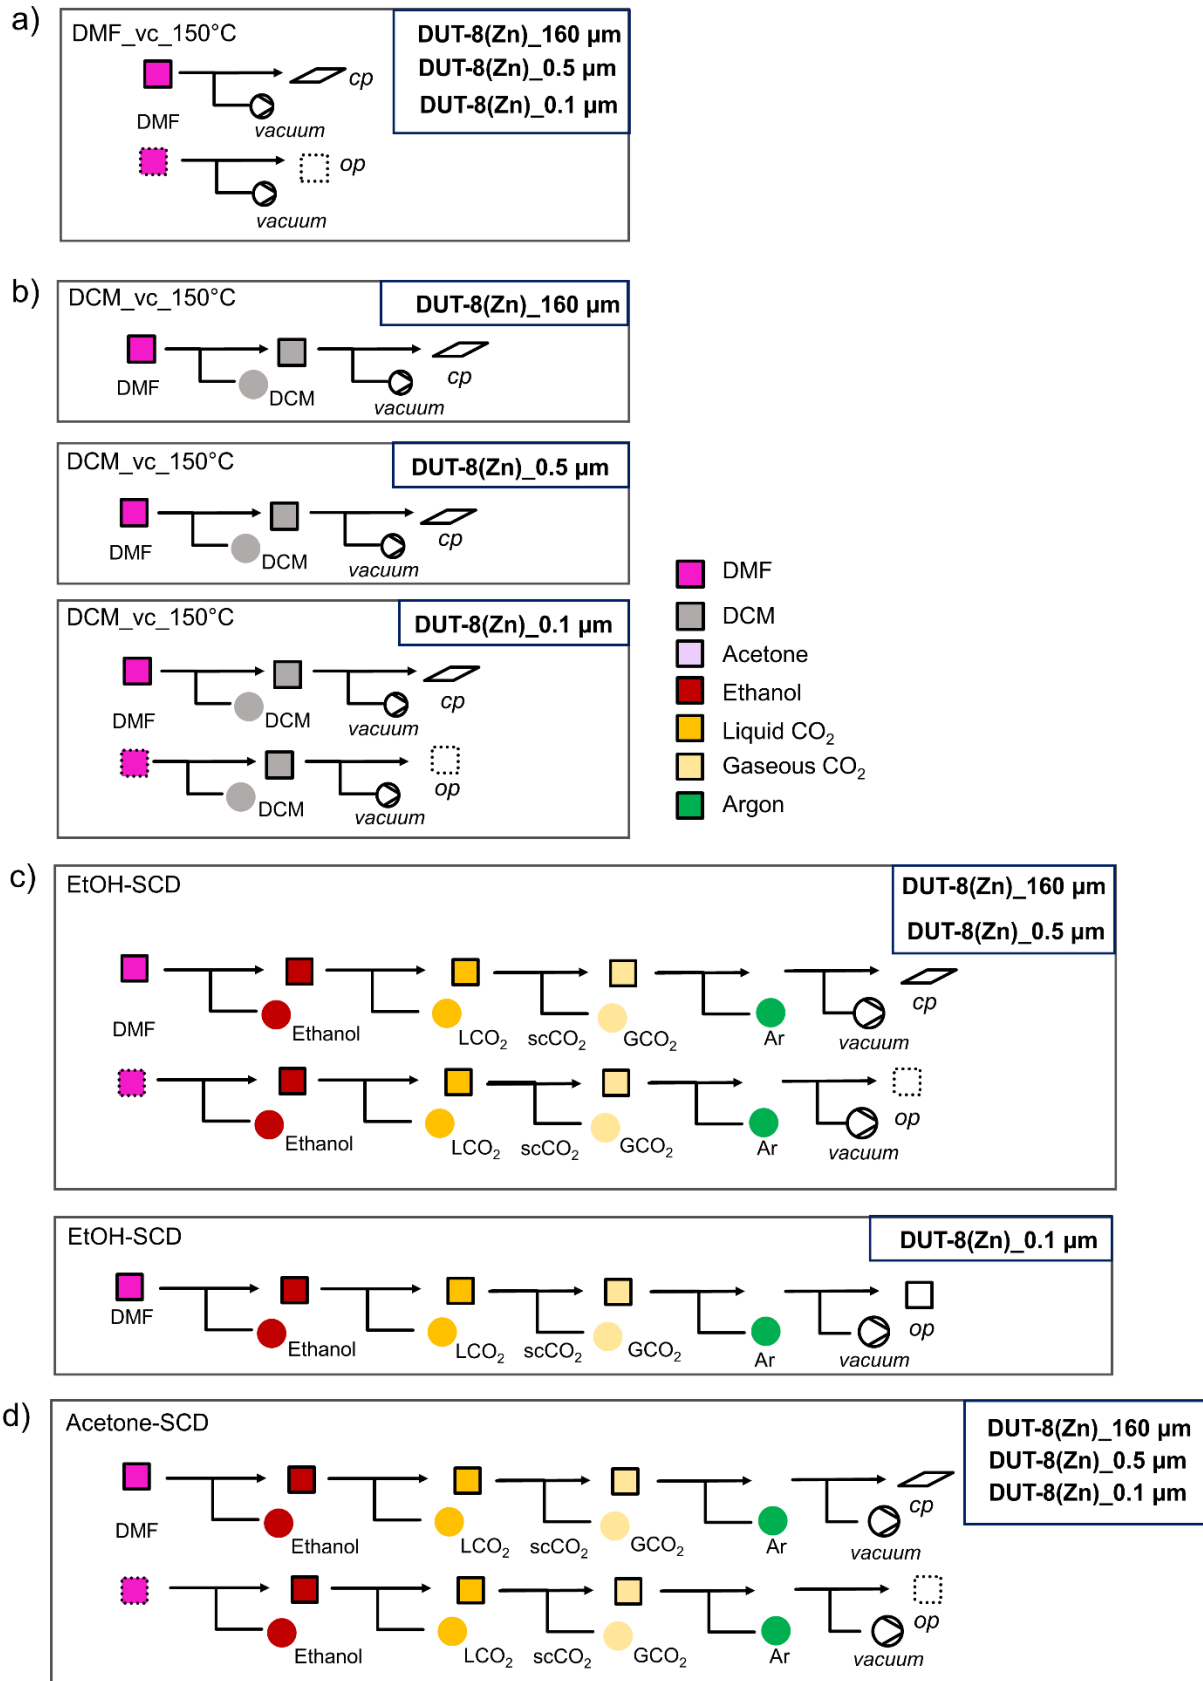 a)
DMF_vc_150°C
DUT-8(Zn)_160 µm
DUT-8(Zn)_0.5 µm
DUT-8(Zn)_0.1 µm
cp
DMF
vacuum
op
vacuum
b)
DCM_vc_150°C
DUT-8(Zn)_160 µm
DMF
DCM
vacuum
cp
DCM_vc_150°C
DUT-8(Zn)_0.5 µm
DMF
DCM
vacuum
cp
DCM_vc_150°C
DUT-8(Zn)_0.1 µm
DMF
DCM
vacuum
cp
DCM
vacuum
op
DMF
DCM
Acetone
Ethanol
Liquid CO₂
Gaseous CO₂
Argon
c)
EtOH-SCD
DUT-8(Zn)_160 µm
DUT-8(Zn)_0.5 µm
DMF
Ethanol
LCO₂
scCO₂
GCO₂
Ar
vacuum
cp
Ethanol
LCO₂
scCO₂
GCO₂
Ar
vacuum
op
EtOH-SCD
DUT-8(Zn)_0.1 µm
DMF
Ethanol
LCO₂
scCO₂
GCO₂
Ar
vacuum
op
d)
Acetone-SCD
DUT-8(Zn)_160 µm
DUT-8(Zn)_0.5 µm
DUT-8(Zn)_0.1 µm
DMF
Ethanol
LCO₂
scCO₂
GCO₂
Ar
vacuum
cp
Ethanol
LCO₂
scCO₂
GCO₂
Ar
vacuum
op